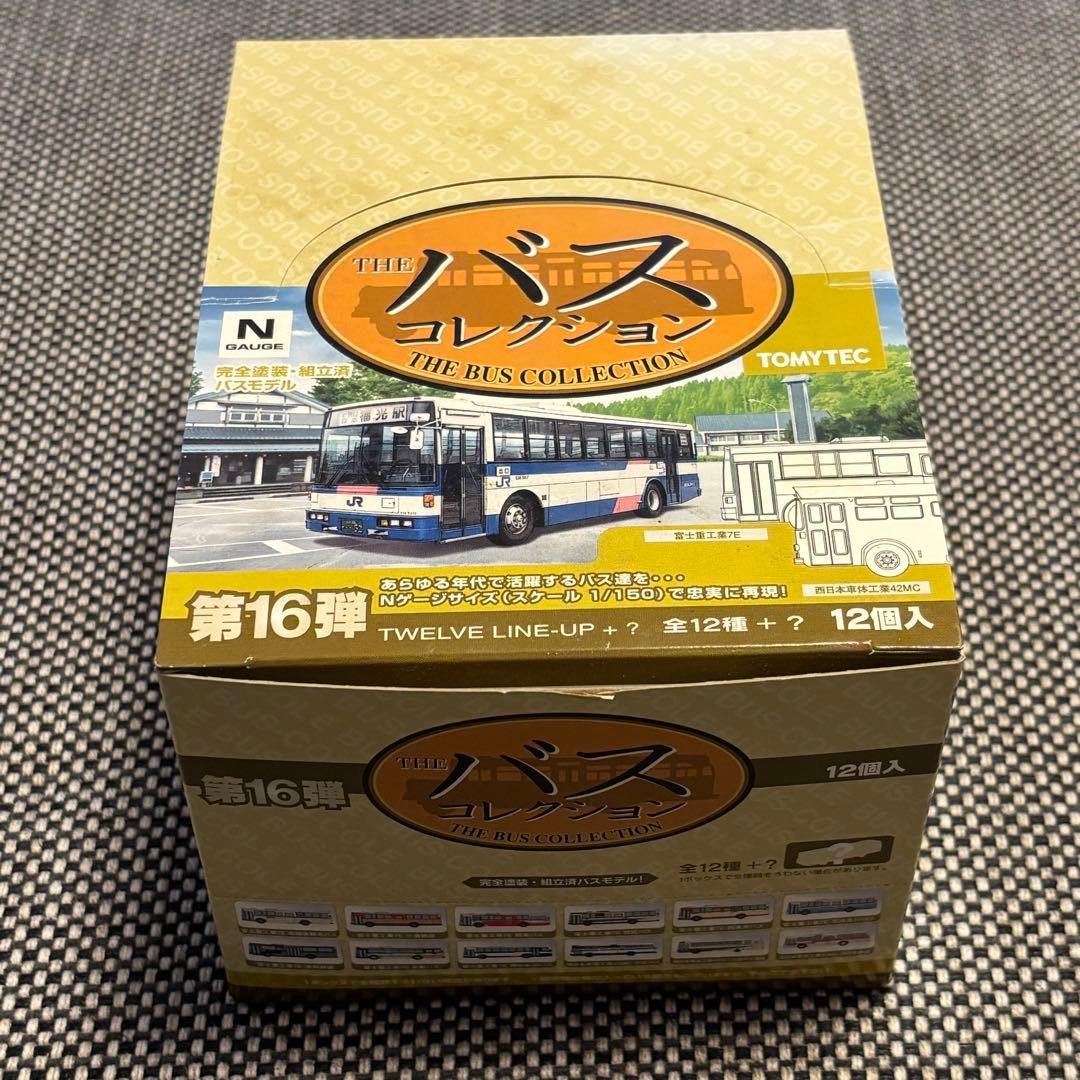 THE バス
コレクション
THE BUS COLLECTION
N
GAUGE
TOMYTEC
完全塗装・組立済
バスモデル
福光駅
JR
JR
富士重工業7E
西日本車体工業42MC
あらゆる年代で活躍するバス達を・・・
Nゲージサイズ（スケール 1/150）で忠実に再現！
第16弾 TWELVE LINE-UP + ? 全12種 + ? 12個入
THE バス
コレクション
THE BUS COLLECTION
第16弾
12個入
全12種 + ?
?
完全塗装・組立済バスモデル！